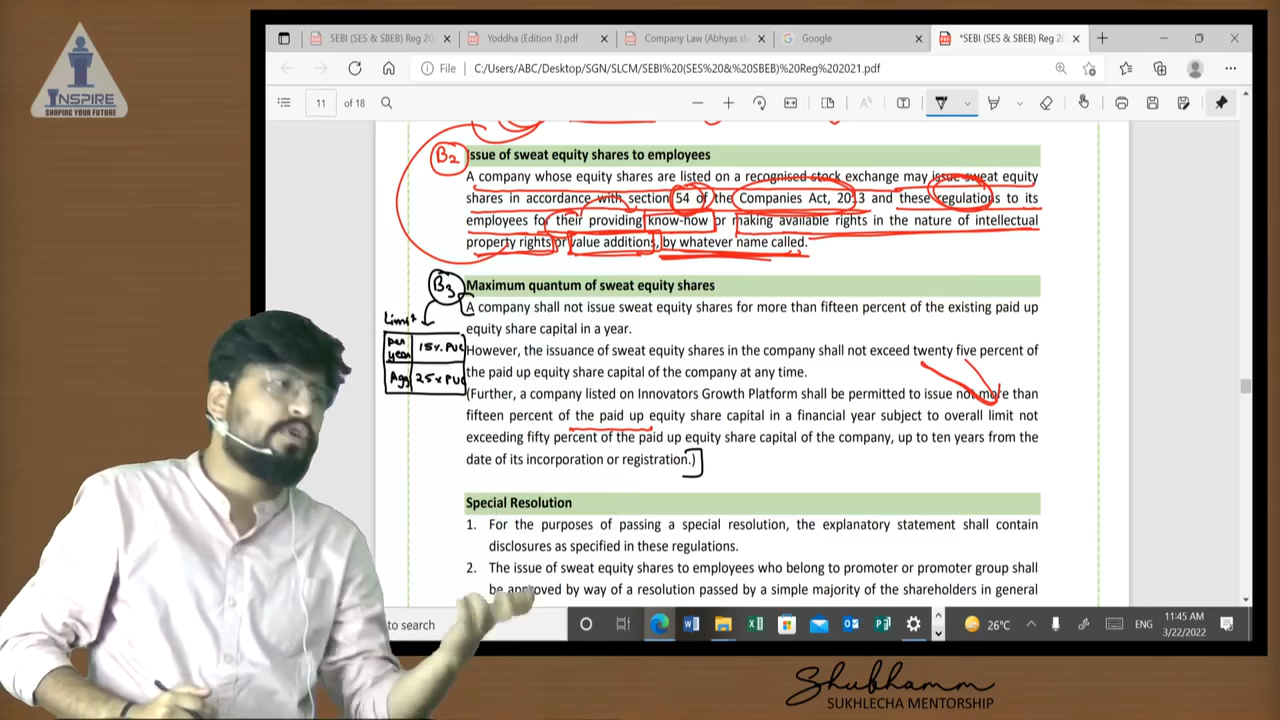 INSPIRE
SHAPING YOUR FUTURE
SEBI (SES & SBEB) Reg 20
Yoddha (Edition 3).pdf
Company Law (Abhyas sh
Google
*SEBI (SES & SBEB) Reg 2
File
C:/Users/ABC/Desktop/SGN/SLCM/SEBI%20(SES%20&%20SBEB)%20Reg%202021.pdf
11 of 18
B2
Issue of sweat equity shares to employees
A company whose equity shares are listed on a recognised stock exchange may issue sweat equity
shares in accordance with section 54 of the Companies Act, 2013 and these regulations to its
employees for their providing know-how or making available rights in the nature of intellectual
property rights or value additions, by whatever name called.
B3
Maximum quantum of sweat equity shares
A company shall not issue sweat equity shares for more than fifteen percent of the existing paid up
equity share capital in a year.
Limit
per year 15% PUC
Agg 25% PUC
However, the issuance of sweat equity shares in the company shall not exceed twenty five percent of
the paid up equity share capital of the company at any time.
(Further, a company listed on Innovators Growth Platform shall be permitted to issue not more than
fifteen percent of the paid up equity share capital in a financial year subject to overall limit not
exceeding fifty percent of the paid up equity share capital of the company, up to ten years from the
date of its incorporation or registration.)
Special Resolution
1. For the purposes of passing a special resolution, the explanatory statement shall contain
disclosures as specified in these regulations.
2. The issue of sweat equity shares to employees who belong to promoter or promoter group shall
be approved by way of a resolution passed by a simple majority of the shareholders in general
to search
26°C
ENG
11:45 AM
3/22/2022
Shubhamm
SUKHLECHA MENTORSHIP